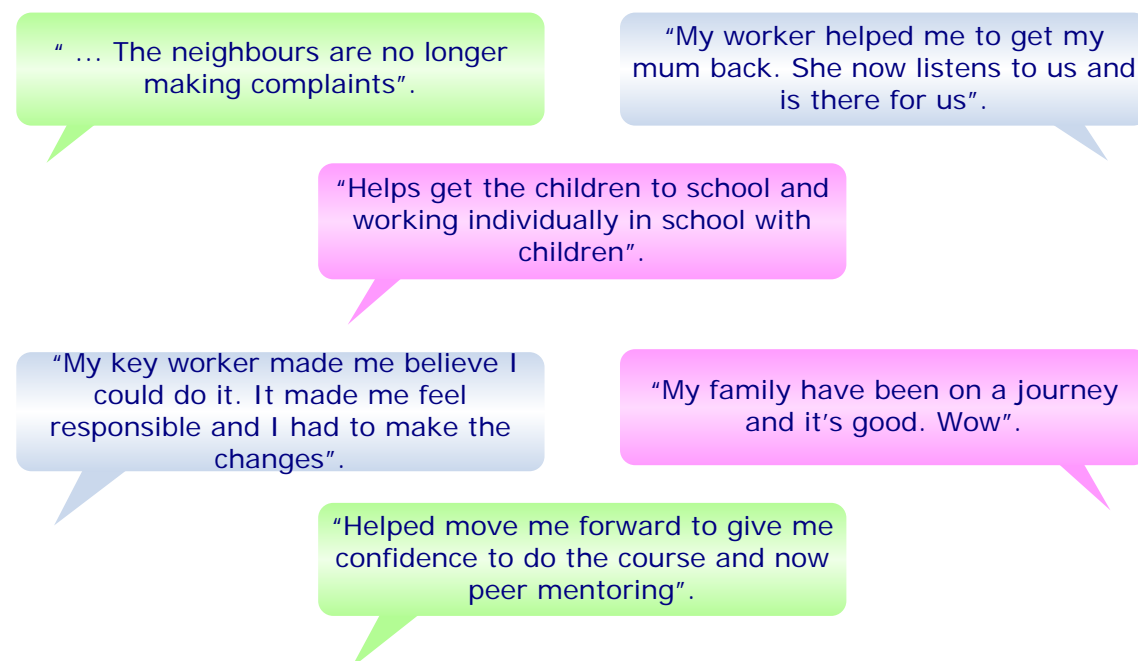 “ … The neighbours are no longer
making complaints”.
“My worker helped me to get my
mum back. She now listens to us and
is there for us”.
“Helps get the children to school and
working individually in school with
children”.
“My key worker made me believe I
could do it. It made me feel
responsible and I had to make the
changes”.
“My family have been on a journey
and it’s good. Wow”.
“Helped move me forward to give me
confidence to do the course and now
peer mentoring”.